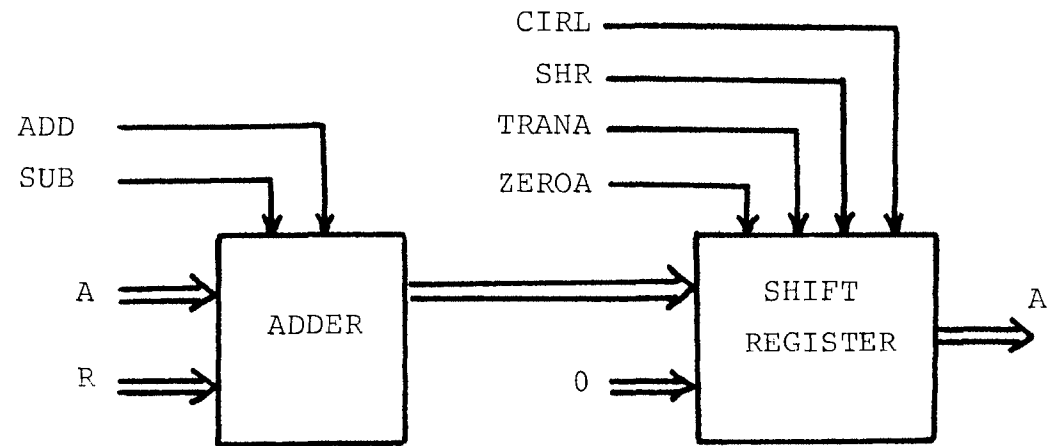 CIRL
SHR
ADD
TRANA
SUB
ZEROA
A
SHIFT
A
ADDER
REGISTER
R
0